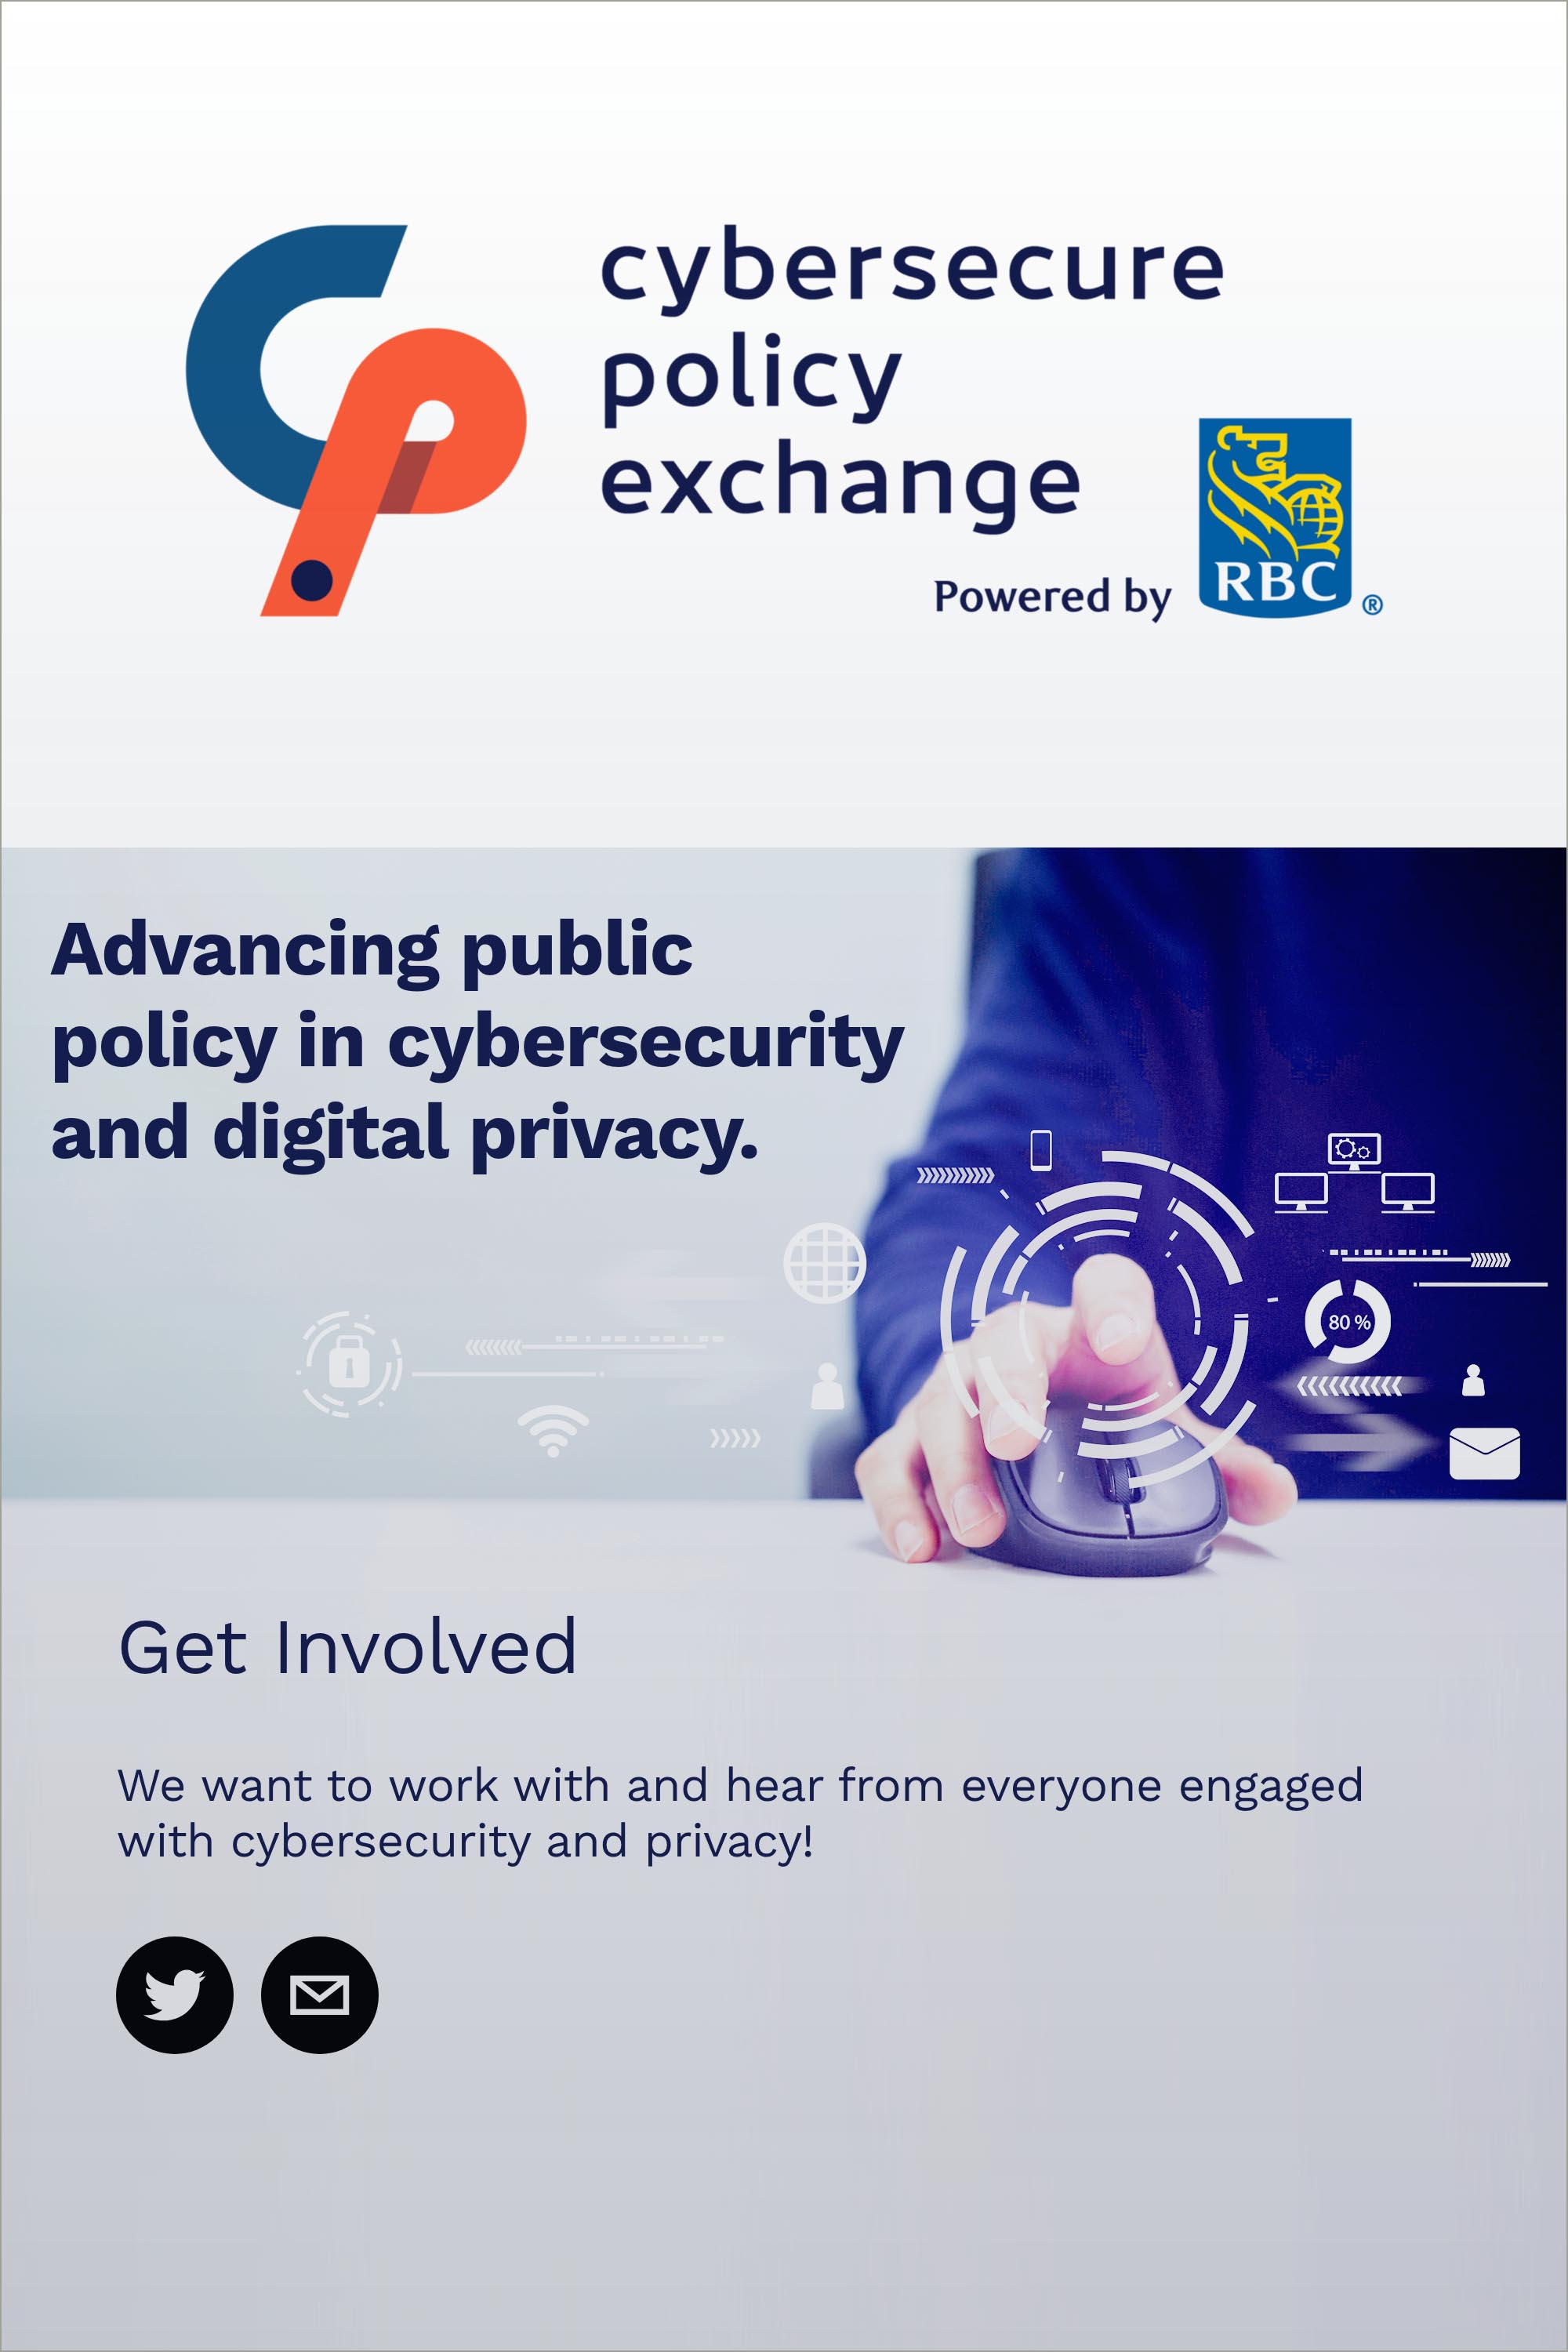 cybersecure
policy
exchange
Powered by
RBC
®
Advancing public
policy in cybersecurity
and digital privacy.
80 %
Get Involved
We want to work with and hear from everyone engaged
with cybersecurity and privacy!